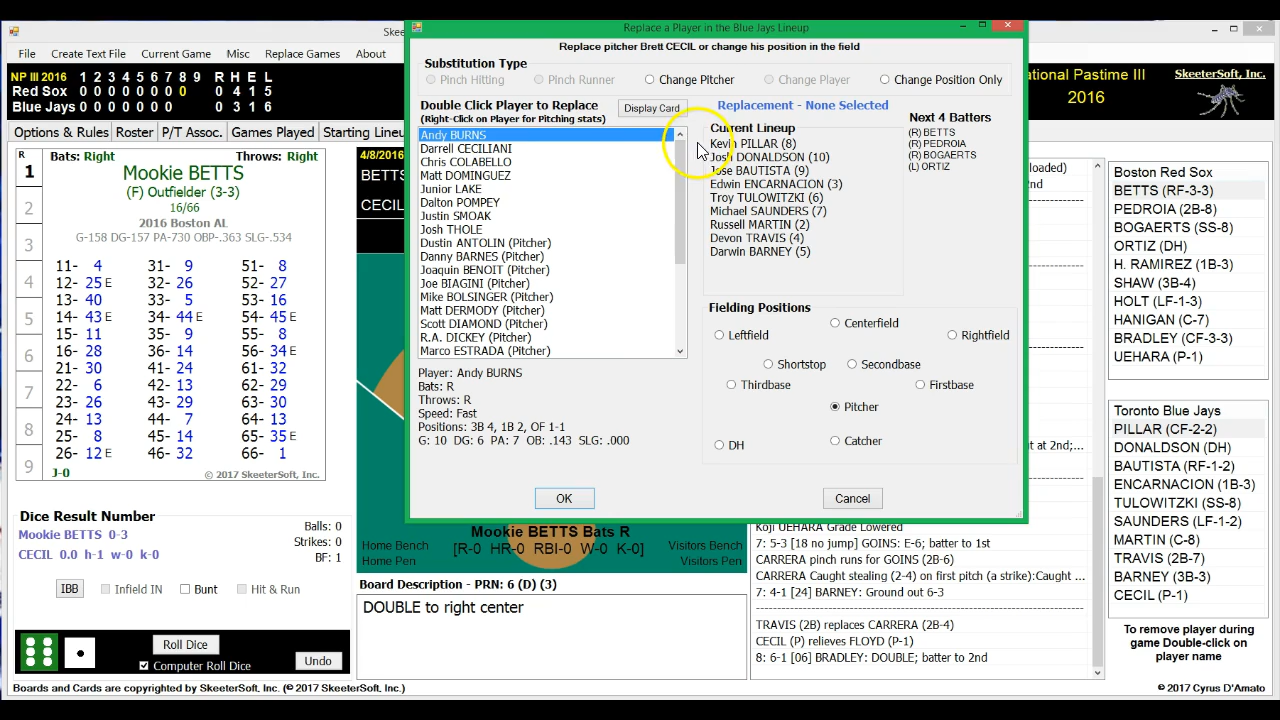 Skee
File Create Text File Current Game Misc Replace Games About
NP III 2016 1 2 3 4 5 6 7 8 9 R H E L
Red Sox 0 0 0 0 0 0 0 0 0 0 4 1 5
Blue Jays 0 0 0 0 0 0 0 0 3 1 6
Options & Rules Roster P/T Assoc. Games Played Starting Lineu
R
1
2
3
4
5
6
7
8
9
Bats: Right Throws: Right
Mookie BETTS
(F) Outfielder (3-3)
16/66
2016 Boston AL
G-158 DG-157 PA-730 OBP-.363 SLG-.534
11- 4 31- 9 51- 8
12- 25 E 32- 26 52- 27
13- 40 33- 5 53- 16
14- 43 E 34- 44 E 54- 45 E
15- 11 35- 9 55- 8
16- 28 36- 14 56- 34 E
21- 30 41- 24 61- 32
22- 6 42- 13 62- 29
23- 26 43- 29 63- 30
24- 13 44- 7 64- 13
25- 8 45- 14 65- 35 E
26- 12 E 46- 32 66- 1
J-0 © 2017 SkeeterSoft, Inc.
Dice Result Number
Mookie BETTS 0-3
CECIL 0.0 h-1 w-0 k-0
Balls: 0
Strikes: 0
BF: 1
IBB Infield IN Bunt Hit & Run
Roll Dice
Computer Roll Dice
Undo
Boards and Cards are copyrighted by SkeeterSoft, Inc. (© 2017 SkeeterSoft, Inc.)
4/8/2016
BETTS
CECIL
Replace a Player in the Blue Jays Lineup
Replace pitcher Brett CECIL or change his position in the field
Substitution Type
Pinch Hitting Pinch Runner Change Pitcher Change Player Change Position Only
Double Click Player to Replace
(Right-Click on Player for Pitching stats)
Display Card
Replacement - None Selected
Andy BURNS
Darrell CECILIANI
Chris COLABELLO
Matt DOMINGUEZ
Junior LAKE
Dalton POMPEY
Justin SMOAK
Josh THOLE
Dustin ANTOLIN (Pitcher)
Danny BARNES (Pitcher)
Joaquin BENOIT (Pitcher)
Joe BIAGINI (Pitcher)
Mike BOLSINGER (Pitcher)
Matt DERMODY (Pitcher)
Scott DIAMOND (Pitcher)
R.A. DICKEY (Pitcher)
Marco ESTRADA (Pitcher)
Current Lineup
Kevin PILLAR (8)
Josh DONALDSON (10)
Jose BAUTISTA (9)
Edwin ENCARNACION (3)
Troy TULOWITZKI (6)
Michael SAUNDERS (7)
Russell MARTIN (2)
Devon TRAVIS (4)
Darwin BARNEY (5)
Next 4 Batters
(R) BETTS
(R) PEDROIA
(R) BOGAERTS
(L) ORTIZ
Player: Andy BURNS
Bats: R
Throws: R
Speed: Fast
Positions: 3B 4, 1B 2, OF 1-1
G: 10 DG: 6 PA: 7 OB: .143 SLG: .000
Fielding Positions
Centerfield
Leftfield Rightfield
Shortstop Secondbase
Thirdbase Firstbase
Pitcher
DH Catcher
OK Cancel
Mookie BETTS Bats R
[R-0 HR-0 RBI-0 W-0 K-0]
Home Bench Visitors Bench
Home Pen Visitors Pen
Board Description - PRN: 6 (D) (3)
DOUBLE to right center
loaded)
2nd
t at 2nd;...
Koji UEHARA Grade Lowered
7: 5-3 [18 no jump] GOINS: E-6; batter to 1st
CARRERA pinch runs for GOINS (2B-6)
CARRERA Caught stealing (2-4) on first pitch (a strike):Caught ...
7: 4-1 [24] BARNEY: Ground out 6-3
TRAVIS (2B) replaces CARRERA (2B-4)
CECIL (P) relieves FLOYD (P-1)
8: 6-1 [06] BRADLEY: DOUBLE; batter to 2nd
ational Pastime III
2016
SkeeterSoft, Inc.
Boston Red Sox
BETTS (RF-3-3)
PEDROIA (2B-8)
BOGAERTS (SS-8)
ORTIZ (DH)
H. RAMIREZ (1B-3)
SHAW (3B-4)
HOLT (LF-1-3)
HANIGAN (C-7)
BRADLEY (CF-3-3)
UEHARA (P-1)
Toronto Blue Jays
PILLAR (CF-2-2)
DONALDSON (DH)
BAUTISTA (RF-1-2)
ENCARNACION (1B-3)
TULOWITZKI (SS-8)
SAUNDERS (LF-1-2)
MARTIN (C-8)
TRAVIS (2B-7)
BARNEY (3B-3)
CECIL (P-1)
To remove player during
game Double-click on
player name
© 2017 Cyrus D'Amato